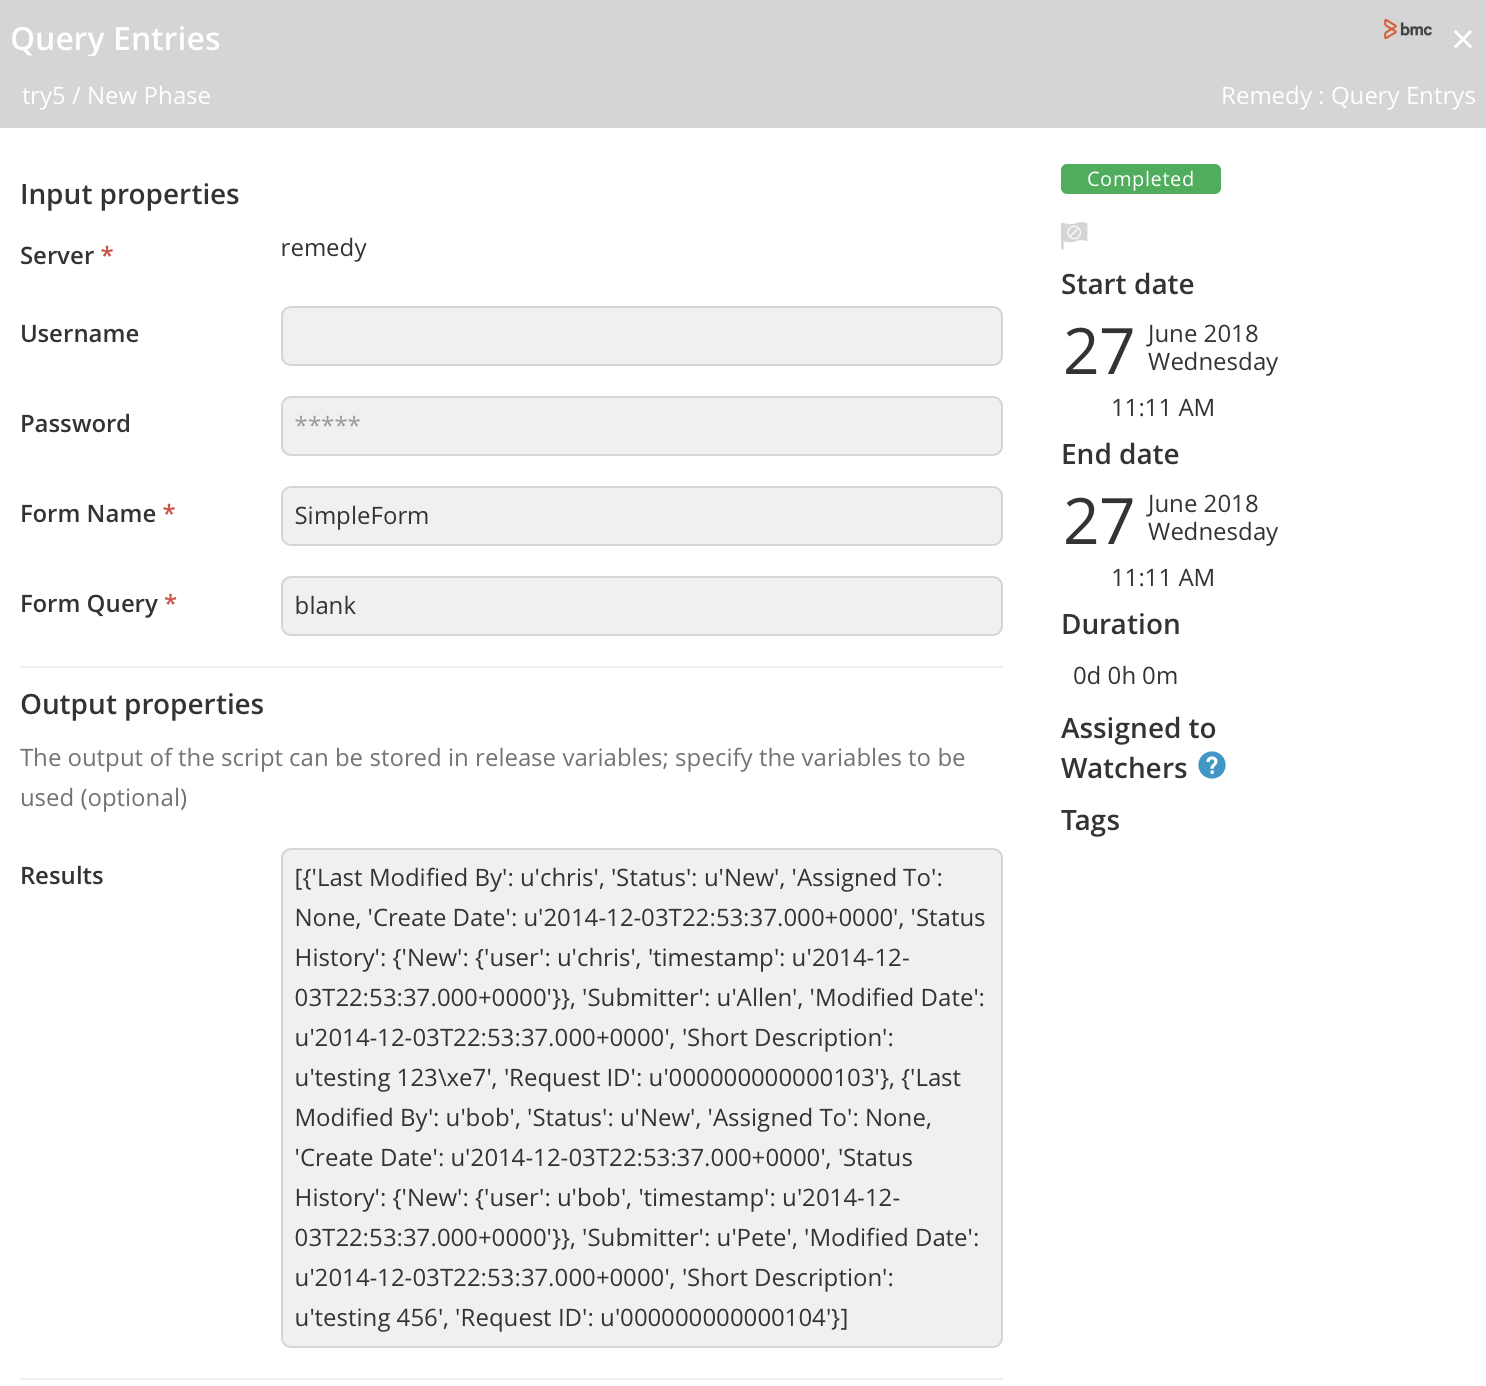 Query Entries
bmc
try5 / New Phase
Remedy : Query Entrys
Input properties
Server *
remedy
Username
Password
*****
Form Name *
SimpleForm
Form Query *
blank
Output properties
The output of the script can be stored in release variables; specify the variables to be
used (optional)
Results
[{'Last Modified By': u'chris', 'Status': u'New', 'Assigned To':
None, 'Create Date': u'2014-12-03T22:53:37.000+0000', 'Status
History': {'New': {'user': u'chris', 'timestamp': u'2014-12-
03T22:53:37.000+0000'}}, 'Submitter': u'Allen', 'Modified Date':
u'2014-12-03T22:53:37.000+0000', 'Short Description':
u'testing 123\xe7', 'Request ID': u'000000000000103'}, {'Last
Modified By': u'bob', 'Status': u'New', 'Assigned To': None,
'Create Date': u'2014-12-03T22:53:37.000+0000', 'Status
History': {'New': {'user': u'bob', 'timestamp': u'2014-12-
03T22:53:37.000+0000'}}, 'Submitter': u'Pete', 'Modified Date':
u'2014-12-03T22:53:37.000+0000', 'Short Description':
u'testing 456', 'Request ID': u'000000000000104'}]
Completed
Start date
27 June 2018
Wednesday
11:11 AM
End date
27 June 2018
Wednesday
11:11 AM
Duration
0d 0h 0m
Assigned to
Watchers ?
Tags